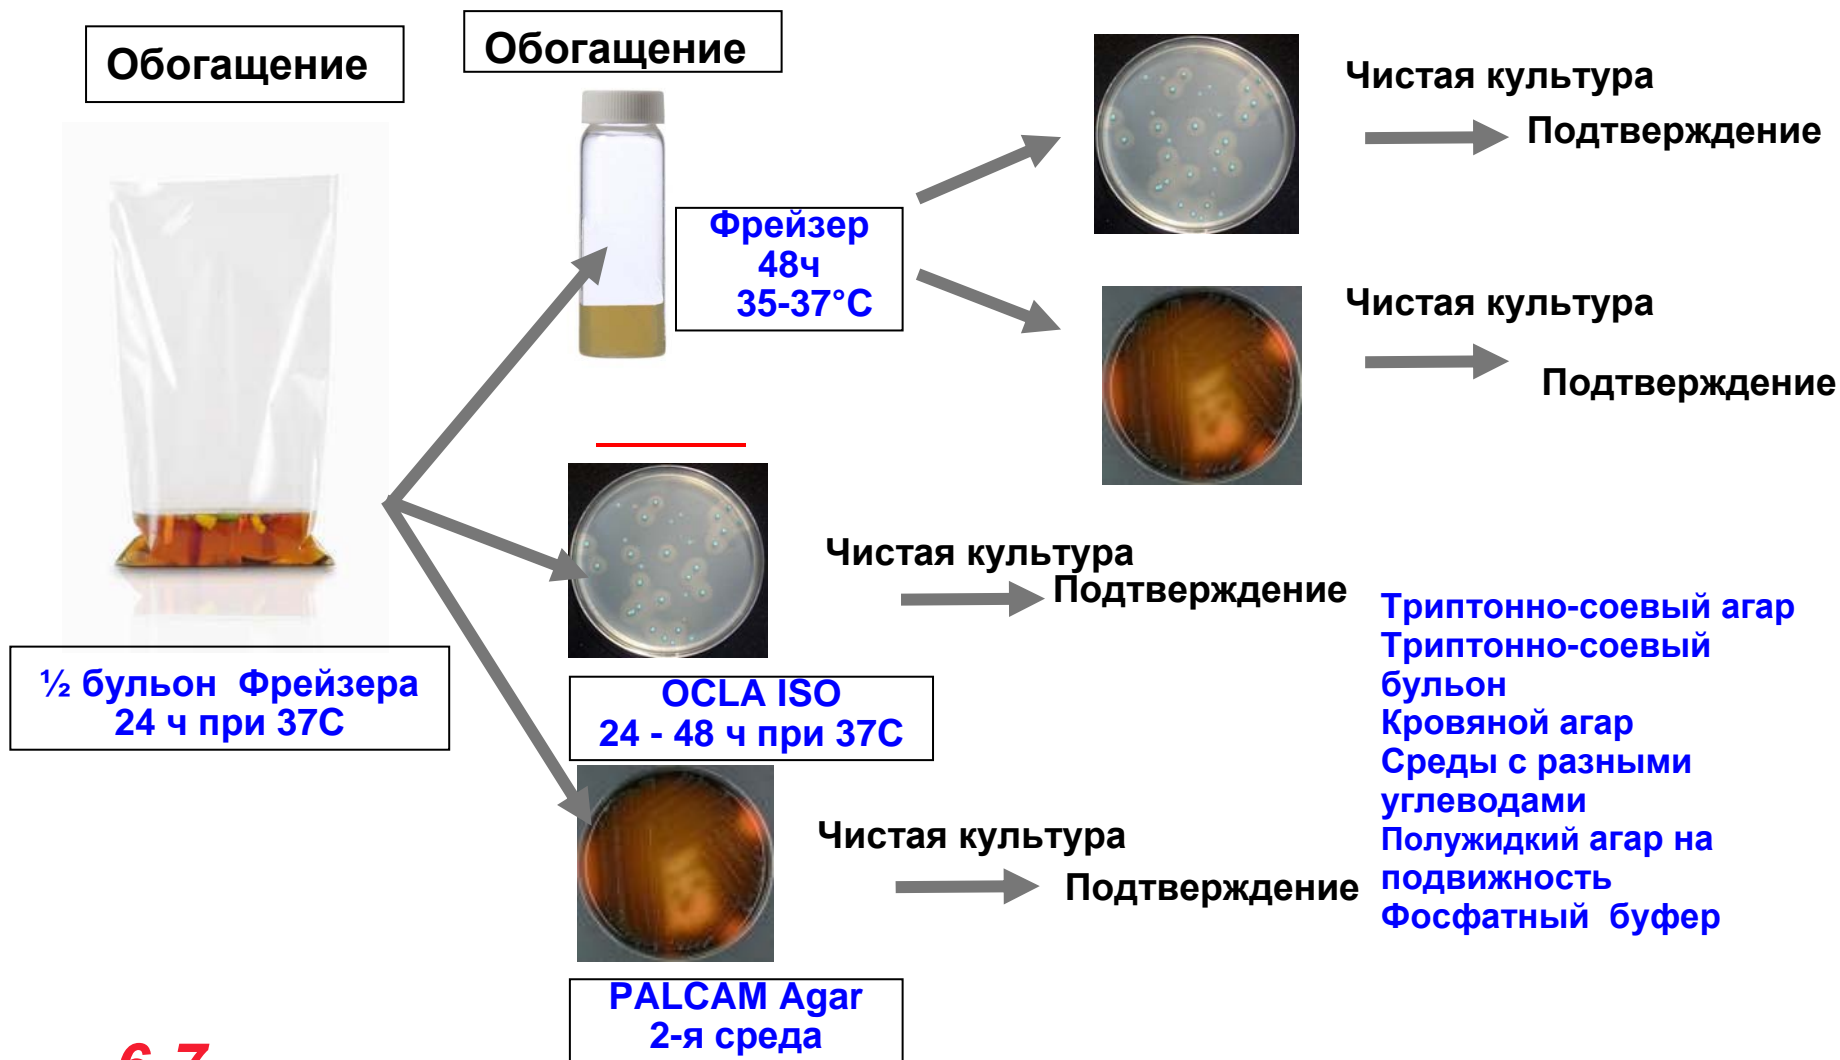 Обогащение
Обогащение
Чистая культура
Подтверждение
Фрейзер
48ч
35-37°C
Чистая культура
Подтверждение
½ бульон Фрейзера
24 ч при 37С
Чистая культура
Подтверждение
OCLA ISO
24 - 48 ч при 37С
Чистая культура
Подтверждение
PALCAM Agar
2-я среда
Триптонно-соевый агар
Триптонно-соевый
бульон
Кровяной агар
Среды с разными
углеводами
Полужидкий агар на
подвижность
Фосфатный буфер
6-7